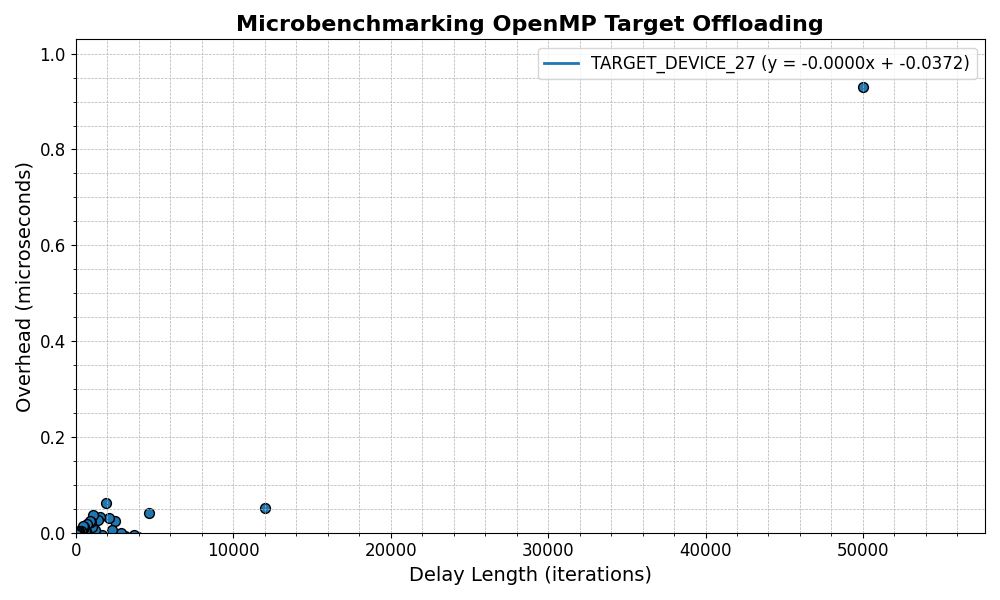 Microbenchmarking OpenMP Target Offloading
TARGET_DEVICE_27 (y = -0.0000x + -0.0372)
Overhead (microseconds)
1.0
0.8
0.6
0.4
0.2
0.0
0 10000 20000 30000 40000 50000
Delay Length (iterations)